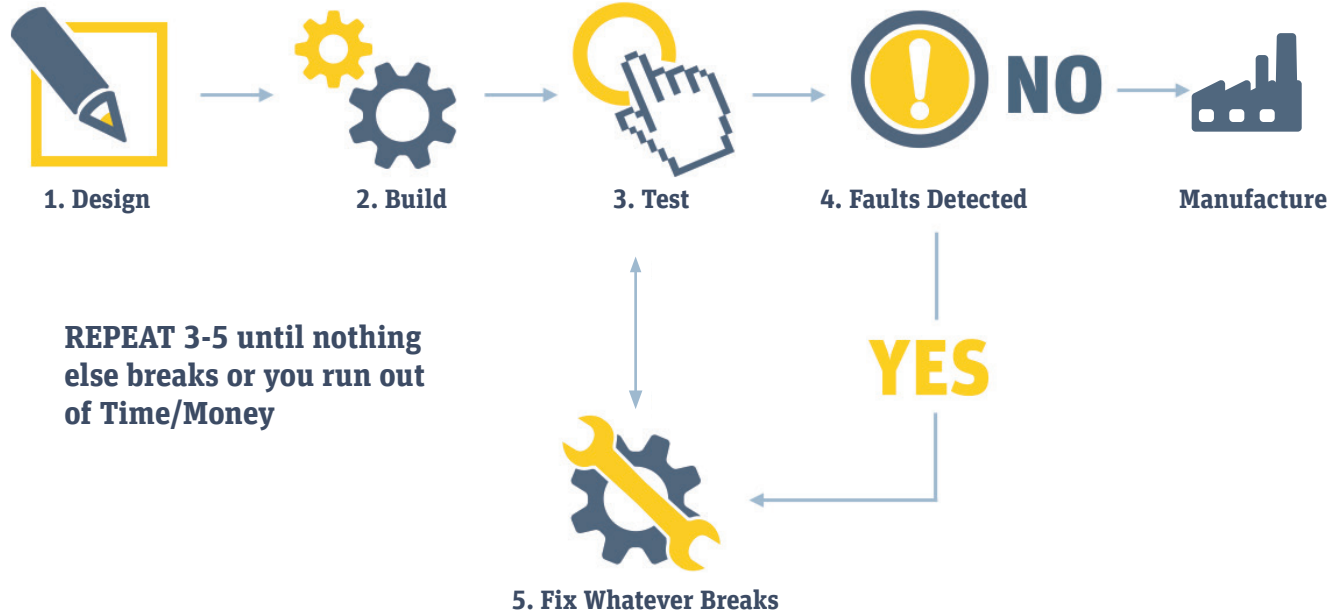 NO
1. Design
2. Build
3. Test
4. Faults Detected
Manufacture
REPEAT 3-5 until nothing
else breaks or you run out
of Time/Money
YES
5. Fix Whatever Breaks